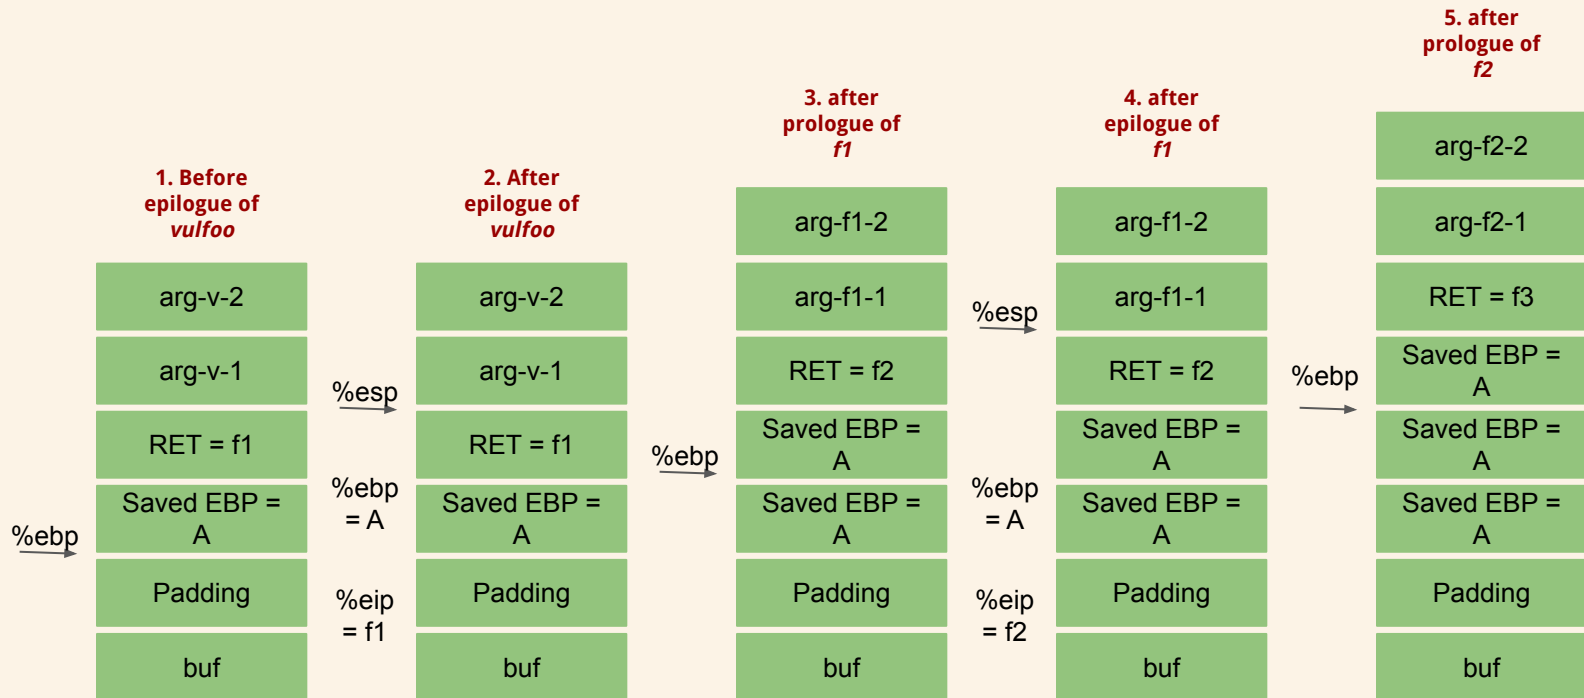 1. Before
epilogue of
vulfoo
arg-v-2
arg-v-1
RET = f1
Saved EBP =
A
Padding
buf
%ebp
2. After
epilogue of
vulfoo
arg-v-2
arg-v-1
RET = f1
Saved EBP =
A
Padding
buf
%esp
%ebp
= A
%eip
= f1
3. after
prologue of
f1
arg-f1-2
arg-f1-1
RET = f2
Saved EBP =
A
Saved EBP =
A
Padding
buf
%ebp
4. after
epilogue of
f1
arg-f1-2
arg-f1-1
RET = f2
Saved EBP =
A
Saved EBP =
A
Padding
buf
%esp
%ebp
= A
%eip
= f2
5. after
prologue of
f2
arg-f2-2
arg-f2-1
RET = f3
Saved EBP =
A
Saved EBP =
A
Saved EBP =
A
Padding
buf
%ebp